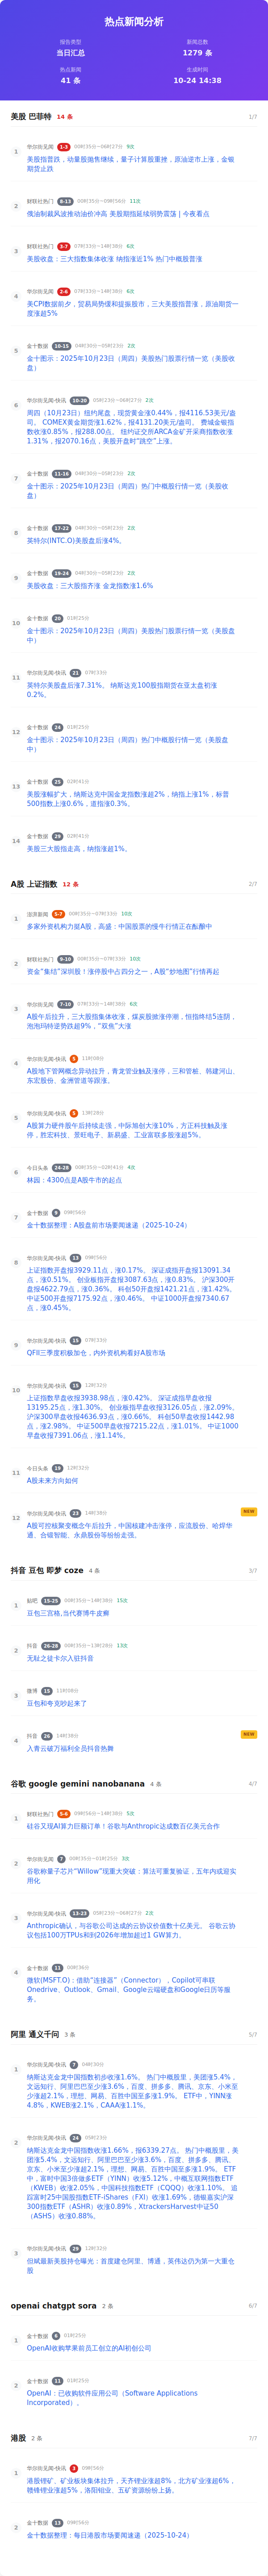 热点新闻分析
报告类型
新闻总数
当日汇总
1279 条
热点新闻
生成时间
41 条
10-24 14:38
美股 巴菲特 14 条 1/7
1
华尔街见闻 1-3 00时35分~06时27分 9次
美股指普跌，动量股抛售继续，量子计算股重挫，原油逆市上涨，金银
期货止跌
2
财联社热门 8-13 00时35分~09时56分 11次
俄油制裁风波推动油价冲高 美股期指延续弱势震荡 | 今夜看点
3
财联社热门 3-7 07时33分~14时38分 6次
美股收盘：三大指数集体收涨 纳指涨近1% 热门中概股普涨
4
华尔街见闻 2-6 07时33分~14时38分 6次
美CPI数据前夕，贸易局势缓和提振股市，三大美股指普涨，原油期货一
度涨超5%
5
金十数据 10-15 04时30分~05时23分 2次
金十图示：2025年10月23日（周四）美股热门股票行情一览（美股收
盘）
6
华尔街见闻-快讯 10-20 05时23分~06时27分 2次
周四（10月23日）纽约尾盘，现货黄金涨0.44%，报4116.53美元/盎
司。 COMEX黄金期货涨1.62%，报4131.20美元/盎司。 费城金银指
数收涨0.85%，报288.00点。 纽约证交所ARCA金矿开采商指数收涨
1.31%，报2070.16点，美股开盘时“跳空”上涨。
7
金十数据 11-16 04时30分~05时23分 2次
金十图示：2025年10月23日（周四）热门中概股行情一览（美股收
盘）
8
金十数据 17-22 04时30分~05时23分 2次
英特尔(INTC.O)美股盘后涨4%。
9
金十数据 19-24 04时30分~05时23分 2次
美股收盘：三大股指齐涨 金龙指数涨1.6%
10
金十数据 20 01时25分
金十图示：2025年10月23日（周四）美股热门股票行情一览（美股盘
中）
11
华尔街见闻-快讯 21 07时33分
英特尔美股盘后涨7.31%。 纳斯达克100股指期货在亚太盘初涨
0.2%。
12
金十数据 24 01时25分
金十图示：2025年10月23日（周四）热门中概股行情一览（美股盘
中）
13
金十数据 25 02时41分
美股涨幅扩大，纳斯达克中国金龙指数涨超2%，纳指上涨1%，标普
500指数上涨0.6%，道指涨0.3%。
14
金十数据 29 02时41分
美股三大股指走高，纳指涨超1%。
A股 上证指数 12 条 2/7
1
澎湃新闻 5-7 00时35分~07时33分 10次
多家外资机构力挺A股，高盛：中国股票的慢牛行情正在酝酿中
2
财联社热门 9-10 00时35分~07时33分 10次
资金“集结”深圳股！涨停股中占四分之一，A股“炒地图”行情再起
3
华尔街见闻 7-10 07时33分~14时38分 6次
A股午后拉升，三大指数集体收涨，煤炭股掀涨停潮，恒指终结5连阴，
泡泡玛特逆势跌超9%，“双焦”大涨
4
华尔街见闻-快讯 5 11时08分
A股地下管网概念异动拉升，青龙管业触及涨停，三和管桩、韩建河山、
东宏股份、金洲管道等跟涨。
5
华尔街见闻-快讯 5 13时28分
A股算力硬件股午后持续走强，中际旭创大涨10%，方正科技触及涨
停，胜宏科技、景旺电子、新易盛、工业富联多股涨超5%。
6
今日头条 24-28 00时35分~02时41分 4次
林园：4300点是A股牛市的起点
7
金十数据 9 09时56分
金十数据整理：A股盘前市场要闻速递（2025-10-24）
8
华尔街见闻-快讯 13 09时56分
上证指数开盘报3929.11点，涨0.17%。 深证成指开盘报13091.34
点，涨0.51%。 创业板指开盘报3087.63点，涨0.83%。 沪深300开
盘报4622.79点，涨0.36%。 科创50开盘报1421.21点，涨1.42%。
中证500开盘报7175.92点，涨0.46%。 中证1000开盘报7340.67
点，涨0.45%。
9
华尔街见闻 16 07时33分
QFII三季度积极加仓，内外资机构看好A股市场
10
华尔街见闻-快讯 15 12时32分
上证指数早盘收报3938.98点，涨0.42%。 深证成指早盘收报
13195.25点，涨1.30%。 创业板指早盘收报3126.05点，涨2.09%。
沪深300早盘收报4636.93点，涨0.66%。 科创50早盘收报1442.98
点，涨2.98%。 中证500早盘收报7215.22点，涨1.01%。 中证1000
早盘收报7391.06点，涨1.14%。
11
今日头条 19 12时32分
A股未来方向如何
12
华尔街见闻-快讯 23 14时38分 NEW
A股可控核聚变概念午后拉升，中国核建冲击涨停，应流股份、哈焊华
通、合锻智能、永鼎股份等纷纷走强。
抖音 豆包 即梦 coze 4 条 3/7
1
贴吧 15-29 00时35分~14时38分 15次
豆包三宫格,当代赛博牛皮癣
2
抖音 26-28 00时35分~13时28分 13次
无耻之徒卡尔入驻抖音
3
微博 15 11时08分
豆包和夸克吵起来了
4
抖音 26 14时38分 NEW
入青云破万福利全员抖音热舞
谷歌 google gemini nanobanana 4 条 4/7
1
财联社热门 5-6 09时56分~14时38分 5次
硅谷又现AI算力巨额订单！谷歌与Anthropic达成数百亿美元合作
2
华尔街见闻 7 00时35分~01时25分 3次
谷歌称量子芯片“Willow”现重大突破：算法可重复验证，五年内或迎实
用化
3
华尔街见闻-快讯 13-23 05时23分~06时27分 2次
Anthropic确认，与谷歌公司达成的云协议价值数十亿美元。 谷歌云协
议包括100万TPUs和到2026年增加超过1 GW算力。
4
金十数据 11 00时36分
微软(MSFT.O)：借助“连接器”（Connector），Copilot可串联
Onedrive、Outlook、Gmail、Google云端硬盘和Google日历等服
务。
阿里 通义千问 3 条 5/7
1
华尔街见闻-快讯 7 04时30分
纳斯达克金龙中国指数初步收涨1.6%。 热门中概股里，美团涨5.4%，
文远知行、阿里巴巴至少涨3.6%，百度、拼多多、腾讯、京东、小米至
少涨超2.1%，理想、网易、百胜中国至多涨1.9%。 ETF中，YINN涨
4.8%，KWEB涨2.1%，CAAA涨1.1%。
2
华尔街见闻-快讯 24 05时23分
纳斯达克金龙中国指数收涨1.66%，报6339.27点。 热门中概股里，美
团涨5.4%，文远知行、阿里巴巴至少涨3.6%，百度、拼多多、腾讯、
京东、小米至少涨超2.1%，理想、网易、百胜中国至多涨1.9%。 ETF
中，富时中国3倍做多ETF（YINN）收涨5.12%，中概互联网指数ETF
（KWEB）收涨2.05%，中国科技指数ETF（CQQQ）收涨1.10%。 追
踪富时25中国股指数ETF-iShares（FXI）收涨1.69%，德银嘉实沪深
300指数ETF（ASHR）收涨0.89%，XtrackersHarvest中证50
（ASHS）收涨0.88%。
3
华尔街见闻-快讯 29 12时32分
但斌最新美股持仓曝光：首度建仓阿里、博通，英伟达仍为第一大重仓
股
openai chatgpt sora 2 条 6/7
1
金十数据 6 01时25分
OpenAI收购苹果前员工创立的AI初创公司
2
金十数据 11 01时25分
OpenAI：已收购软件应用公司（Software Applications
Incorporated）。
港股 2 条 7/7
1
华尔街见闻-快讯 3 09时56分
港股锂矿、矿业板块集体拉升，天齐锂业涨超8%，北方矿业涨超6%，
赣锋锂业涨超5%，洛阳钼业、五矿资源纷纷上扬。
2
金十数据 13 09时56分
金十数据整理：每日港股市场要闻速递（2025-10-24）